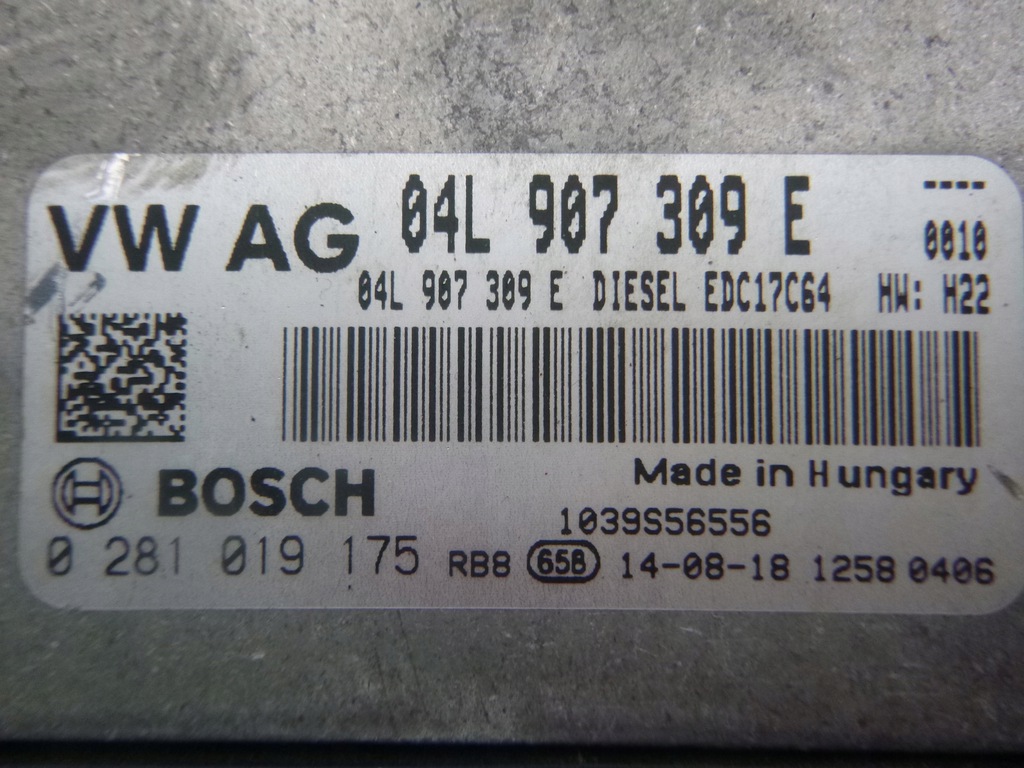 VW AG 04L 907 309 E ----
0010
04L 907 309 E DIESEL EDC17C64 HW: H22
BOSCH Made in Hungary
1039S56556
0 281 019 175 RB8 65B 14-08-18 1258 0406